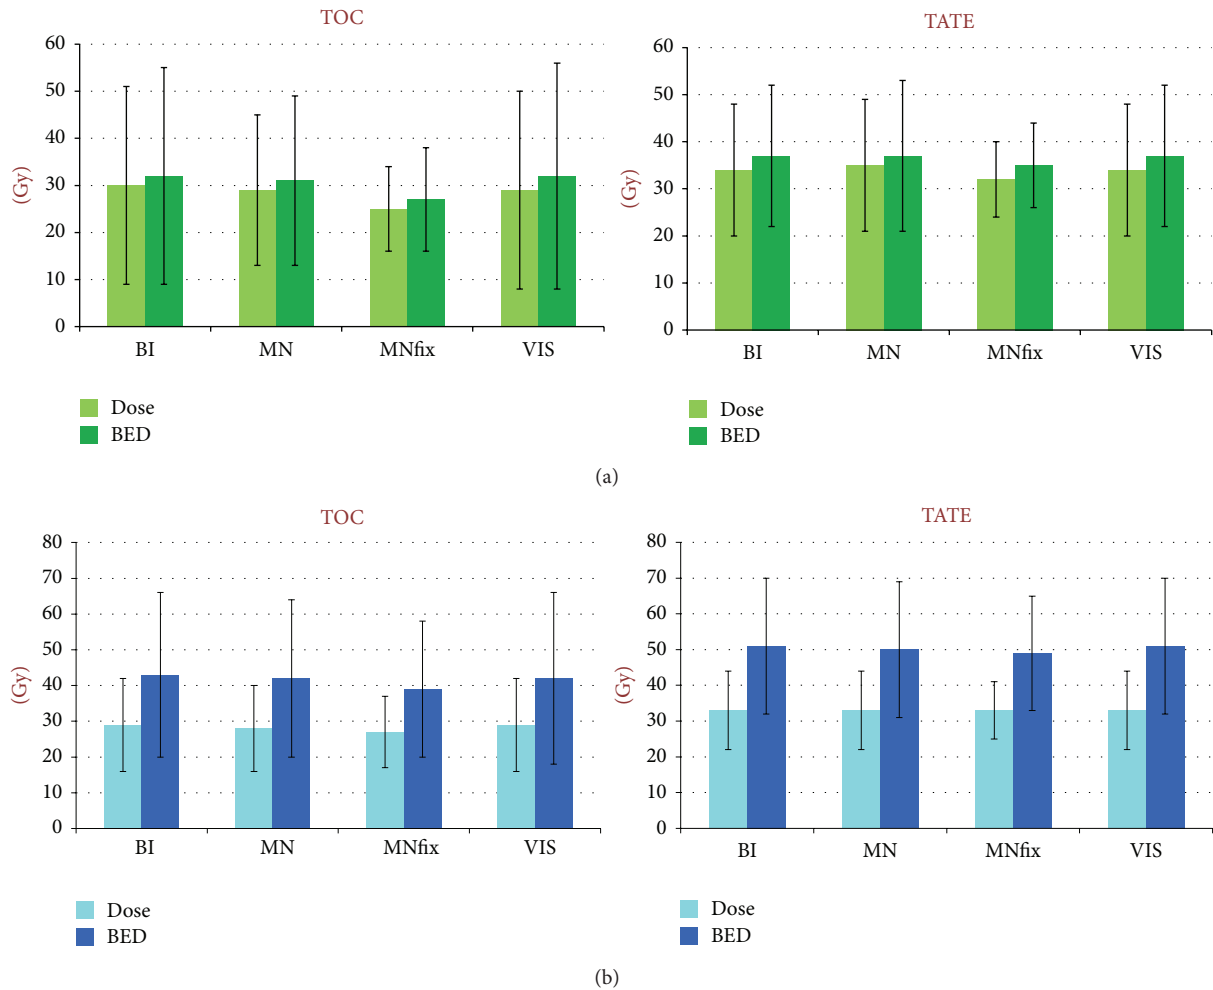 TOC
60
50
40
30
20
10
0
(Gy)
BI MN MNfix VIS
Dose
BED
TATE
60
50
40
30
20
10
0
(Gy)
BI MN MNfix VIS
Dose
BED
(a)
TOC
80
70
60
50
40
30
20
10
0
(Gy)
BI MN MNfix VIS
Dose
BED
TATE
80
70
60
50
40
30
20
10
0
(Gy)
BI MN MNfix VIS
Dose
BED
(b)